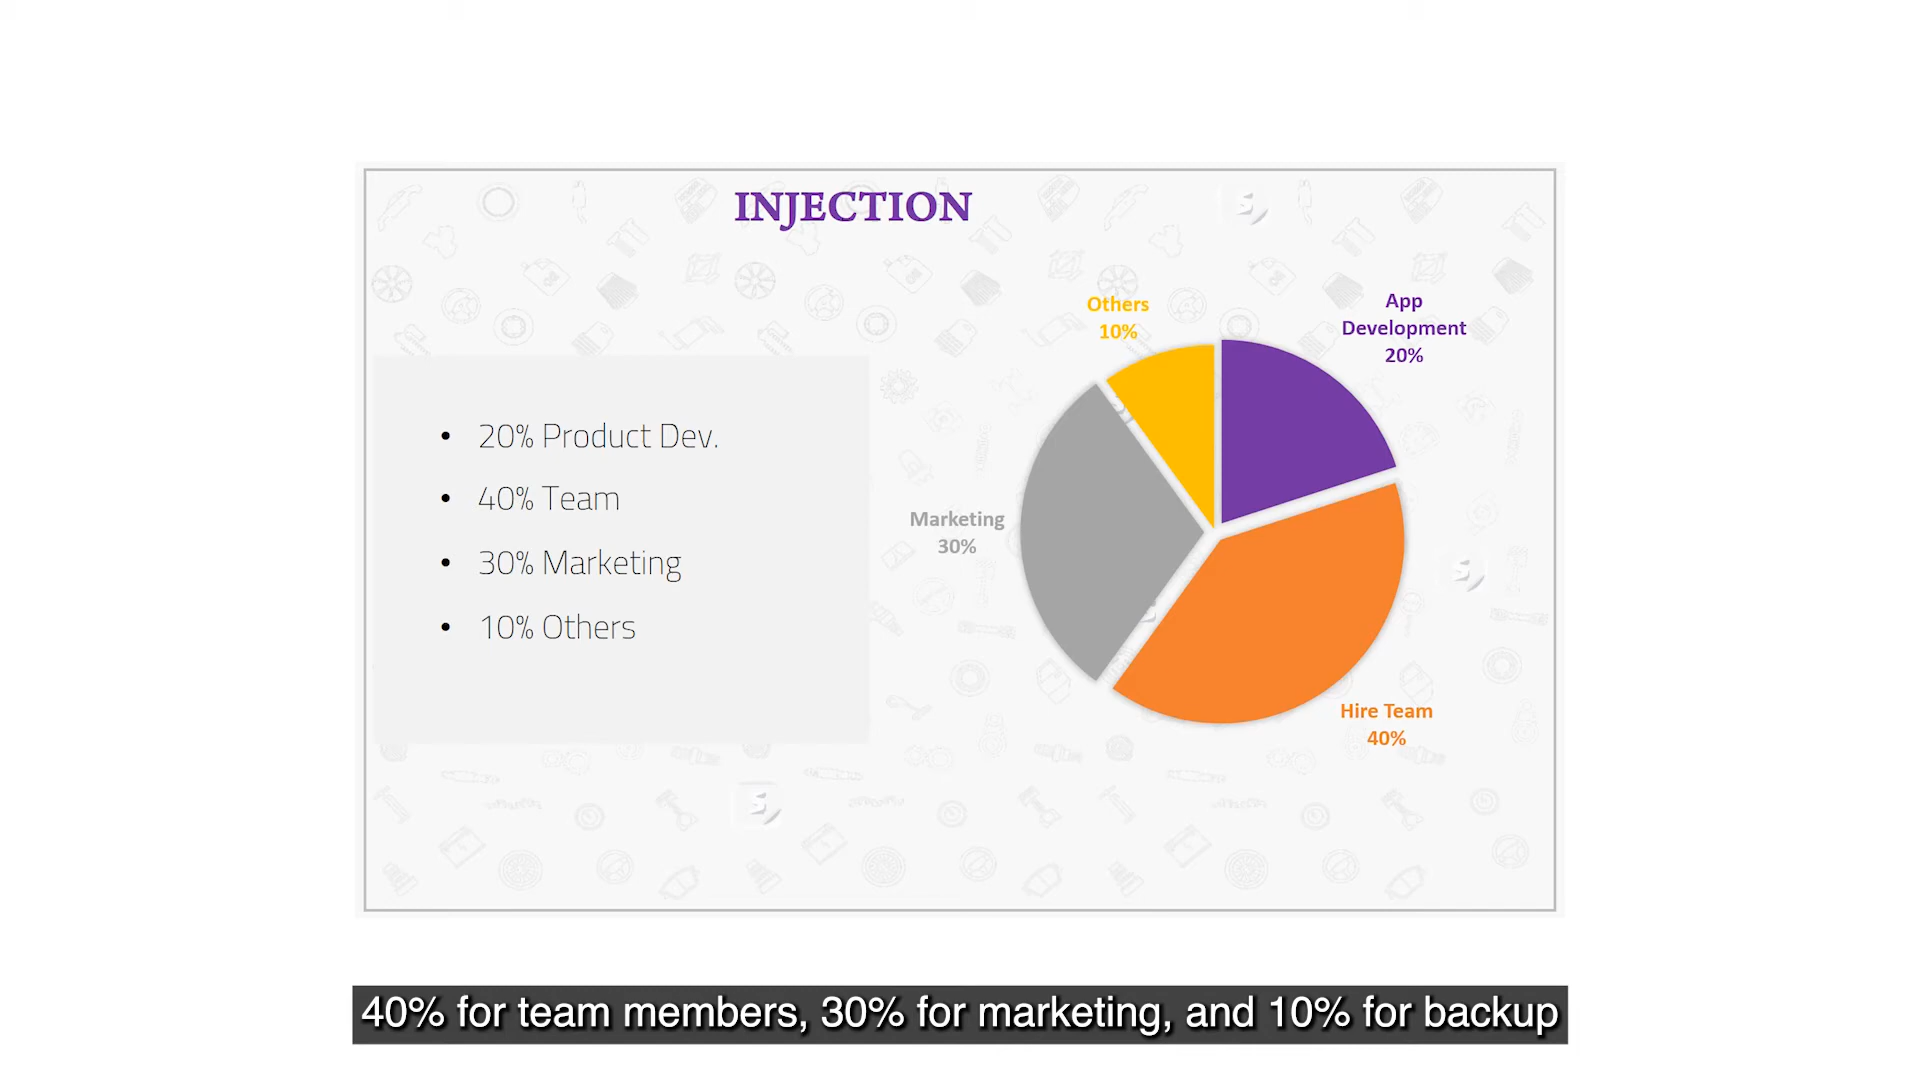 INJECTION
• 20% Product Dev.
• 40% Team
• 30% Marketing
• 10% Others
Others
10%
App
Development
20%
Marketing
30%
Hire Team
40%
40% for team members, 30% for marketing, and 10% for backup